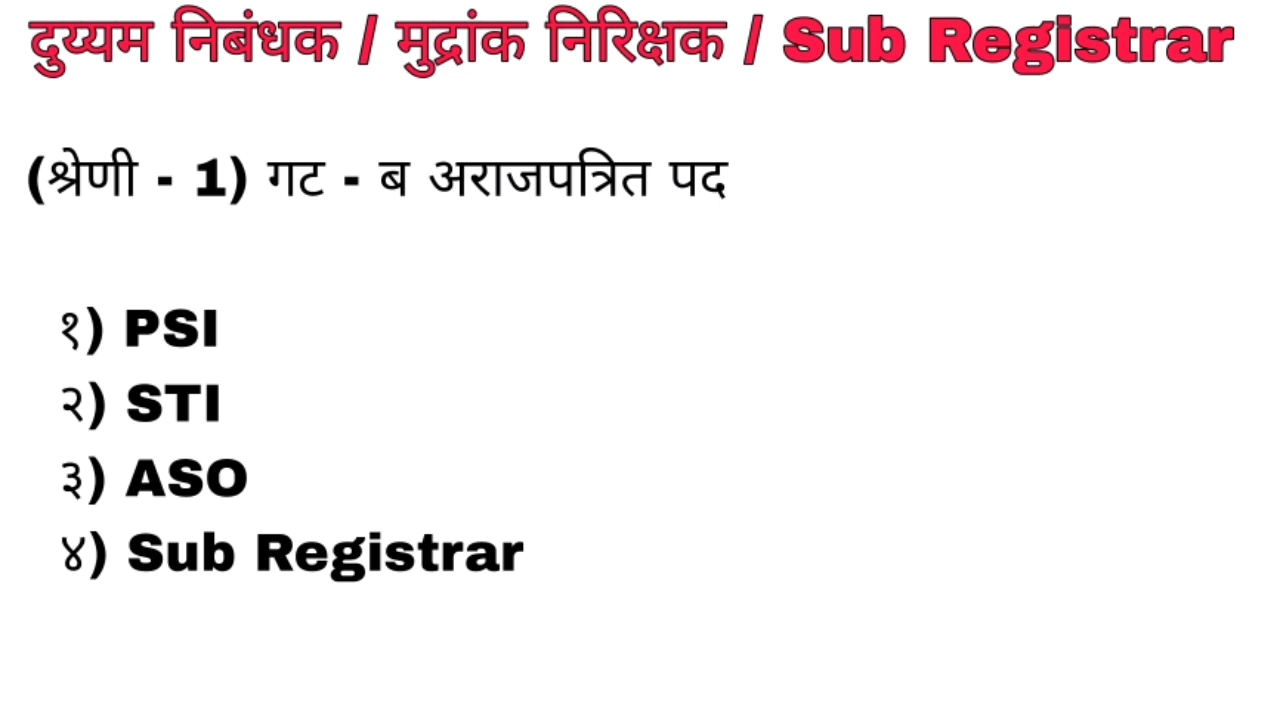 दुय्यम निबंधक / मुद्रांक निरिक्षक / Sub Registrar
(श्रेणी - 1) गट - ब अराजपत्रित पद
१) PSI
२) STI
३) ASO
४) Sub Registrar